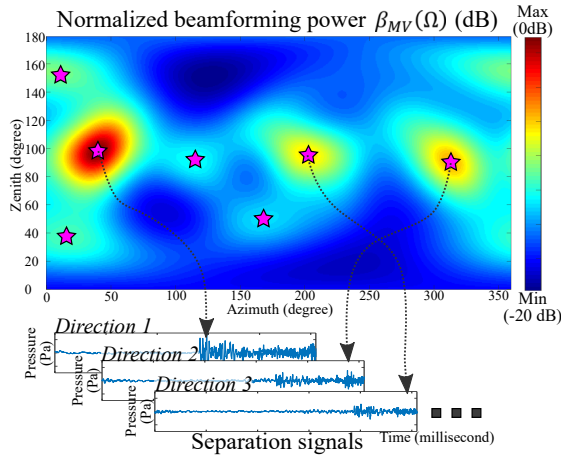 Normalized beamforming power β_MV(Ω) (dB)
Max
(0dB)
180
160
140
120
100
80
60
40
20
0
Zenith (degree)
0
50
100
150
200
250
300
350
Azimuth (degree)
Min
(-20 dB)
Direction 1
Pressure
(Pa)
Direction 2
Pressure
(Pa)
Direction 3
Pressure
(Pa)
Time (millisecond)
Separation signals